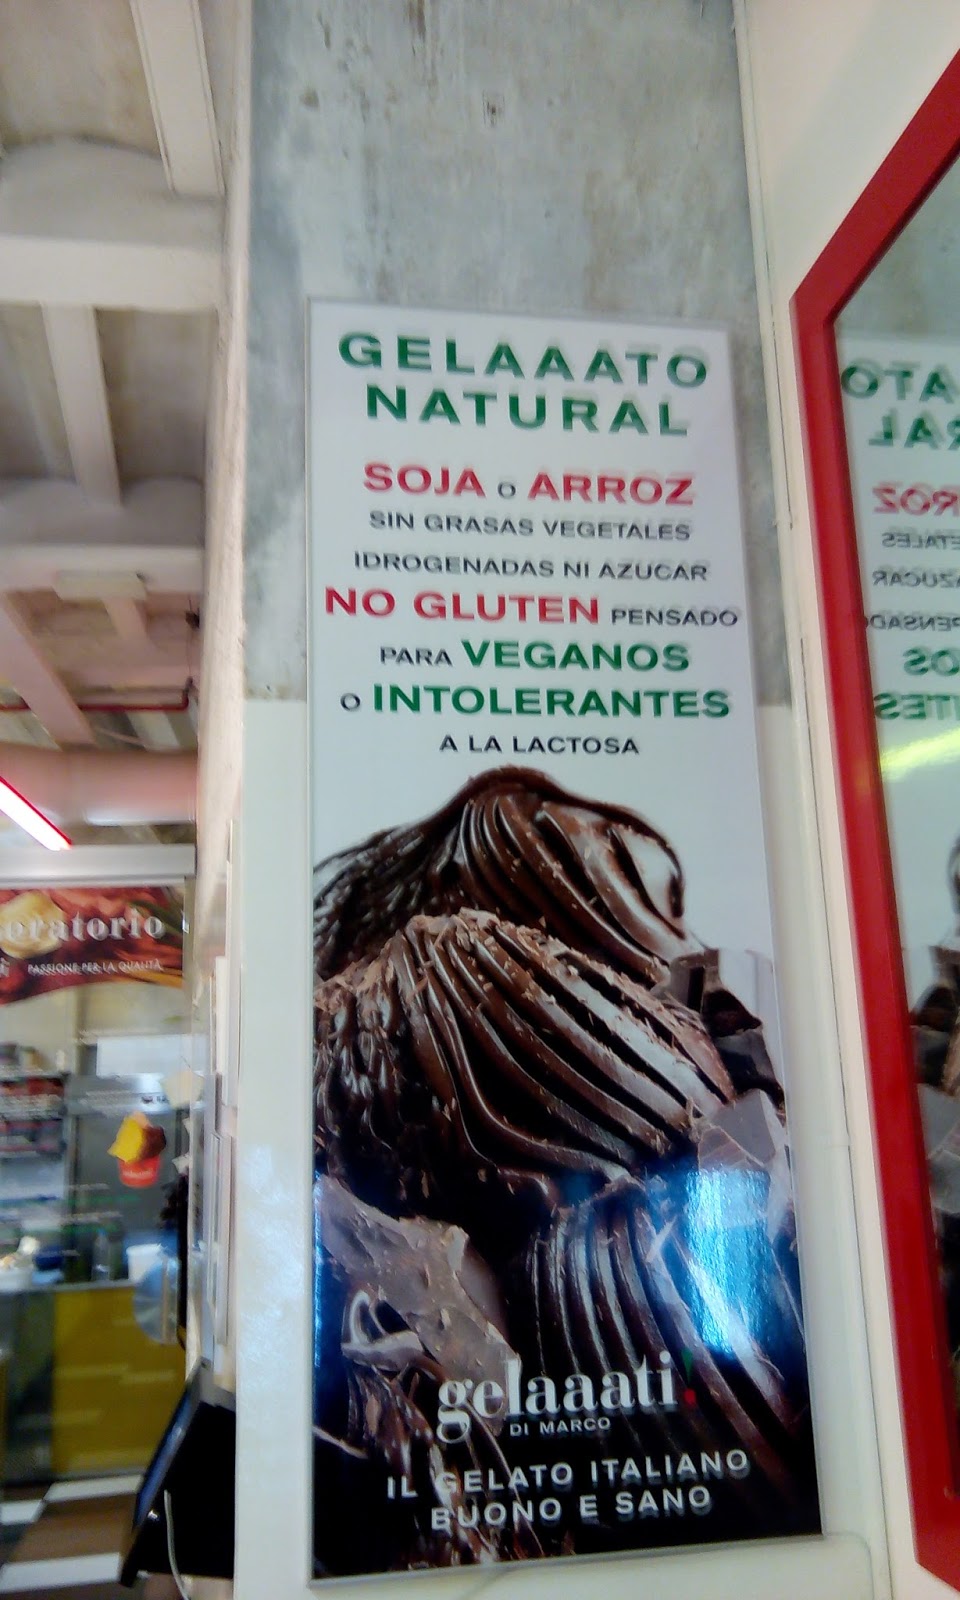 GELAAATO
NATURAL
SOJA o ARROZ
SIN GRASAS VEGETALES
IDROGENADAS NI AZUCAR
NO GLUTEN PENSADO
PARA VEGANOS
o INTOLERANTES
A LA LACTOSA
gelaaati!
DI MARCO
IL GELATO ITALIANO
BUONO E SANO
oratorio
PASSIONE PER LA QUALITÀ